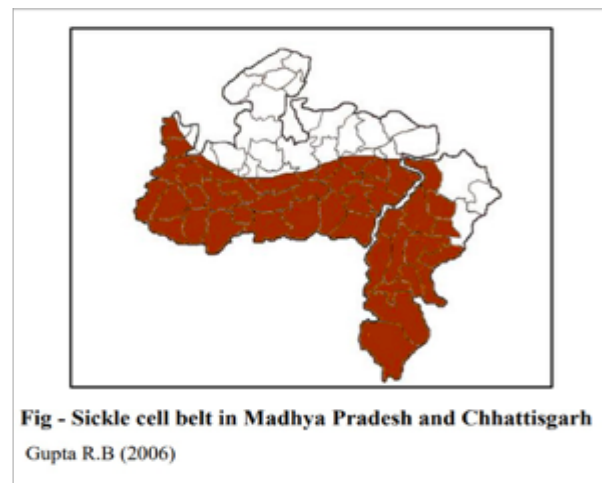 Fig - Sickle cell belt in Madhya Pradesh and Chhattisgarh
Gupta R.B (2006)